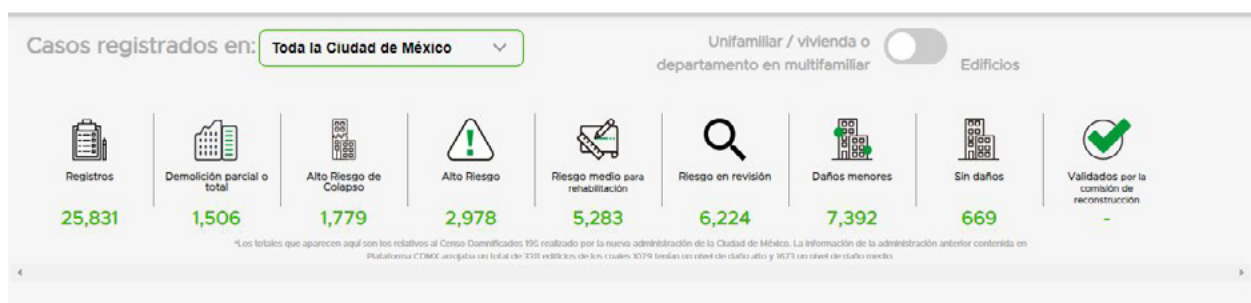 Casos registrados en:
Toda la Ciudad de México
Unifamiliar / vivienda o
departamento en multifamiliar
Edificios
Registros
25,831
Demolición parcial o
total
1,506
Alto Riesgo de
Colapso
1,779
Alto Riesgo
2,978
Riesgo medio para
rehabilitación
5,283
Riesgo en revisión
6,224
Daños menores
7,392
Sin daños
669
Validados por la
comisión de
reconstrucción
-
*Los totales que aparecen aquí son los relativos al Censo Damnificados 19S realizado por la nueva administración de la Ciudad de México. La información de la administración anterior contenida en
Plataforma CDMX arrojaba un total de 3311 edificios de los cuales 1079 tenían un nivel de daño alto y 1673 un nivel de daño medio